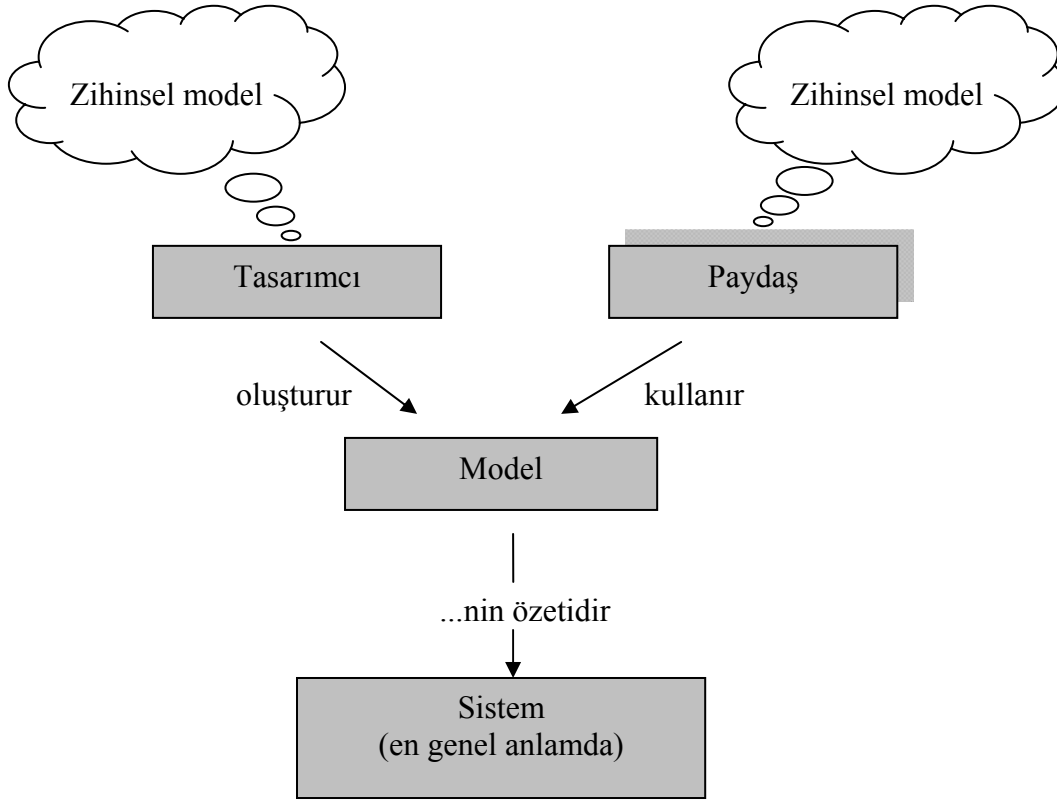 Zihinsel model
Zihinsel model
Tasarımcı
Paydaş
oluşturur
kullanır
Model
...nin özetidir
Sistem
(en genel anlamda)